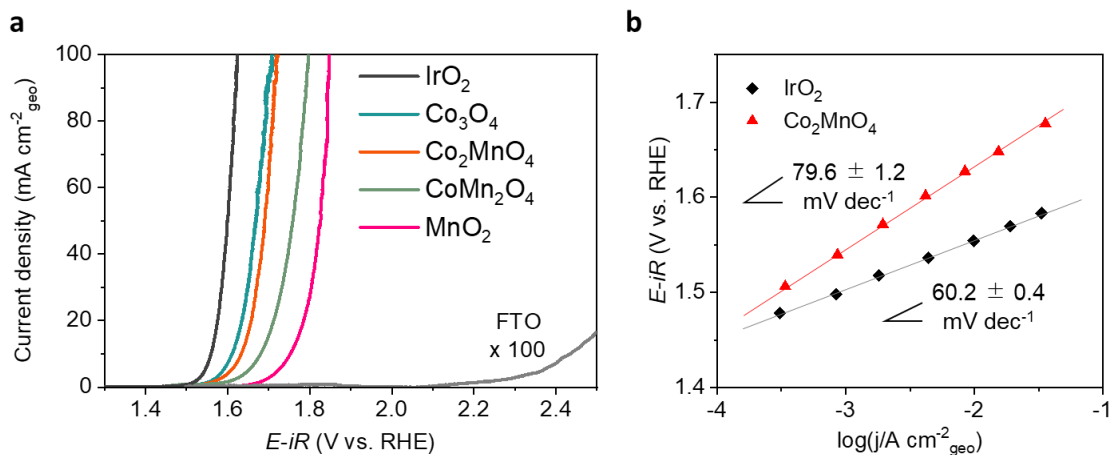 a
Current density (mA cm⁻²geo)
100
80
60
40
20
0
IrO₂
Co₃O₄
Co₂MnO₄
CoMn₂O₄
MnO₂
FTO
x 100
1.4
1.6
1.8
2.0
2.2
2.4
E-iR (V vs. RHE)
b
E-iR (V vs. RHE)
1.7
1.6
1.5
1.4
IrO₂
Co₂MnO₄
79.6 ± 1.2
mV dec⁻¹
60.2 ± 0.4
mV dec⁻¹
-4
-3
-2
-1
log(j/A cm⁻²geo)